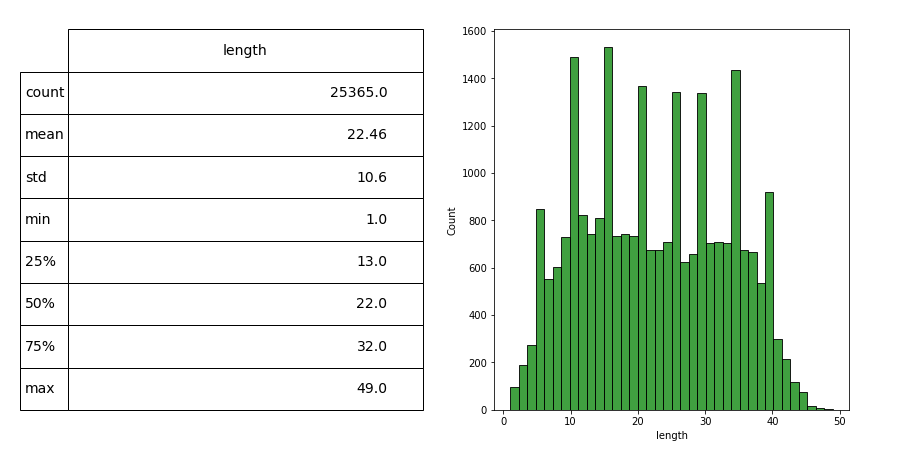 length
count 25365.0
mean 22.46
std 10.6
min 1.0
25% 13.0
50% 22.0
75% 32.0
max 49.0
1600
1400
1200
1000
800
600
400
200
0
Count
0 10 20 30 40 50
length